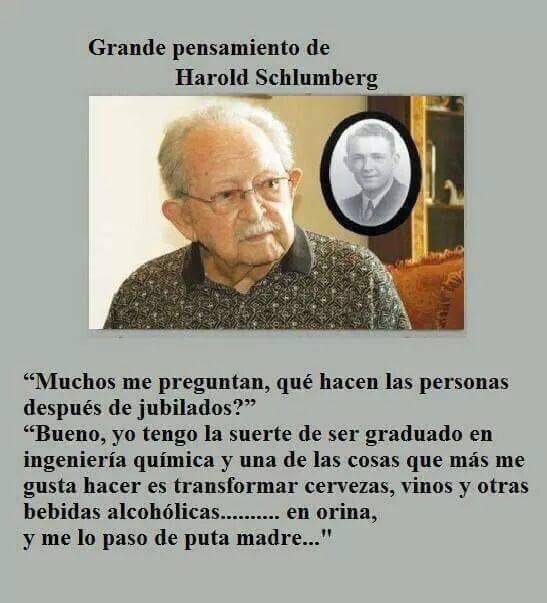 Grande pensamiento de
Harold Schlumberg
“Muchos me preguntan, qué hacen las personas
después de jubilados?”
“Bueno, yo tengo la suerte de ser graduado en
ingeniería química y una de las cosas que más me
gusta hacer es transformar cervezas, vinos y otras
bebidas alcohólicas.......... en orina,
y me lo paso de puta madre..."